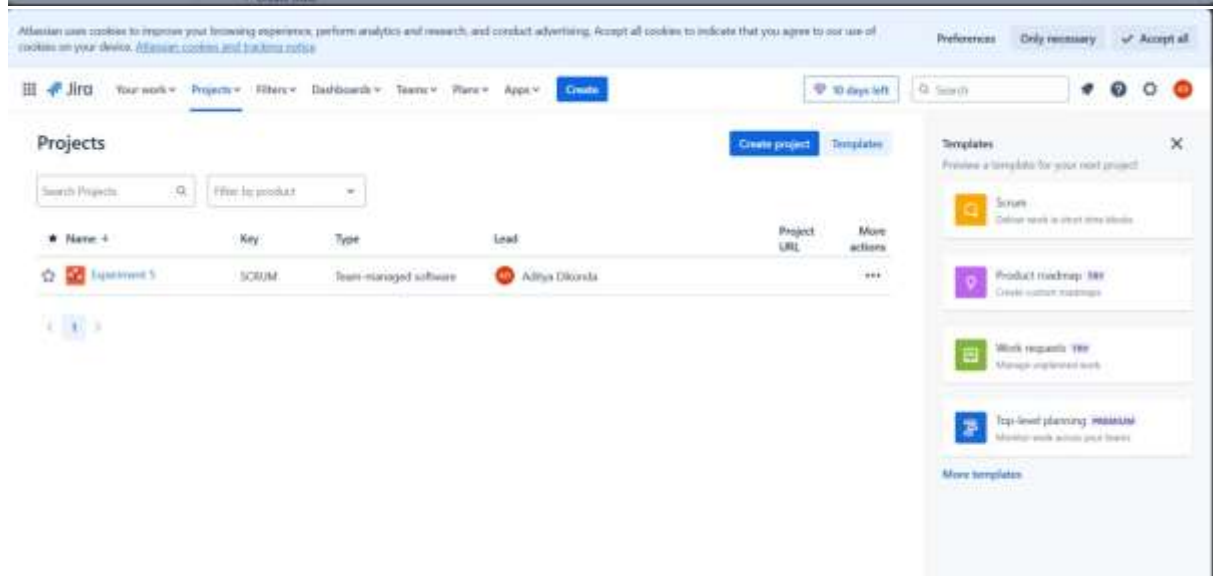 Atlassian uses cookies to improve your browsing experience, perform analytics and research, and conduct advertising. Accept all cookies to indicate that you agree to our use of
cookies on your device. Atlassian cookies and tracking notice
Preferences Only necessary Accept all
Jira Your work Projects Filters Dashboards Teams Plans Apps Create 10 days left Search
Projects
Create project Templates
Search Projects Filter by product
Name Key Type Lead Project URL More actions
Experiment 5 SCRUM Team-managed software Aditya Dikonda
1
Templates
Preview a template for your next project
Scrum
Deliver work in short time blocks
Product roadmap TRY
Create custom roadmaps
Work requests TRY
Manage unplanned work
Top-level planning PREMIUM
Monitor work across your teams
More templates